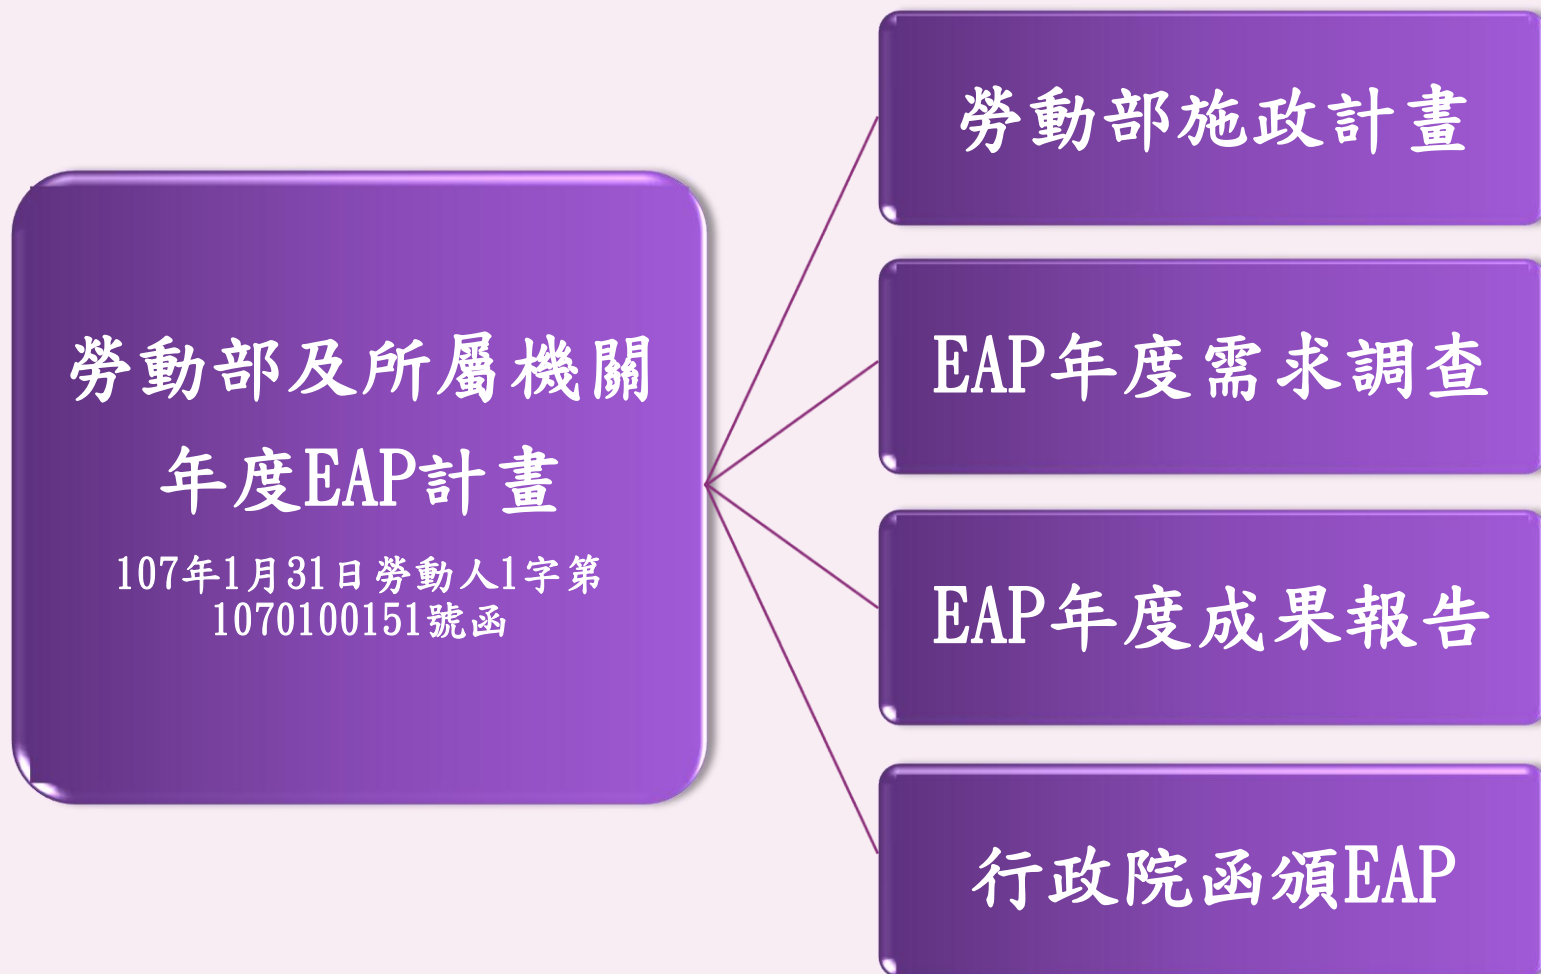 勞動部及所屬機關
年度EAP計畫
107年1月31日勞動人1字第
1070100151號函
勞動部施政計畫
EAP年度需求調查
EAP年度成果報告
行政院函頒EAP